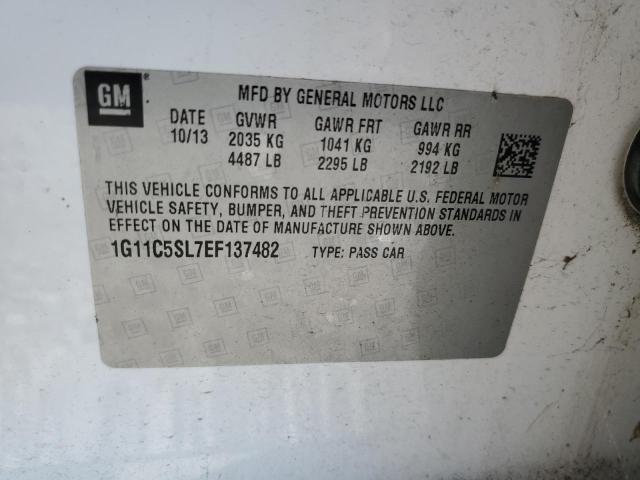 GM
MFD BY GENERAL MOTORS LLC
DATE GVWR GAWR FRT GAWR RR
10/13 2035 KG 1041 KG 994 KG
4487 LB 2295 LB 2192 LB
THIS VEHICLE CONFORMS TO ALL APPLICABLE U.S. FEDERAL MOTOR
VEHICLE SAFETY, BUMPER, AND THEFT PREVENTION STANDARDS IN
EFFECT ON THE DATE OF MANUFACTURE SHOWN ABOVE.
1G11C5SL7EF137482 TYPE: PASS CAR